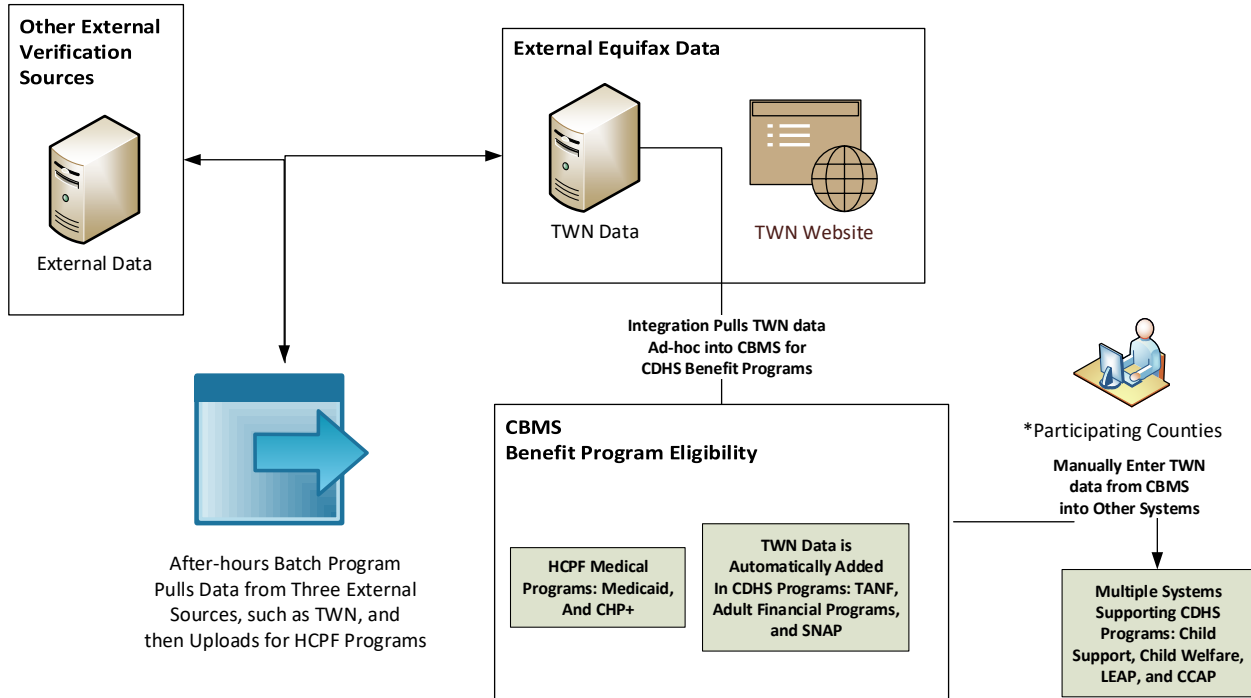 Other External
Verification
Sources
External Data
External Equifax Data
TWN Data
TWN Website
Integration Pulls TWN data
Ad-hoc into CBMS for
CDHS Benefit Programs
After-hours Batch Program
Pulls Data from Three External
Sources, such as TWN, and
then Uploads for HCPF Programs
CBMS
Benefit Program Eligibility
HCPF Medical
Programs: Medicaid,
And CHP+
TWN Data is
Automatically Added
In CDHS Programs: TANF,
Adult Financial Programs,
and SNAP
*Participating Counties
Manually Enter TWN
data from CBMS
into Other Systems
Multiple Systems
Supporting CDHS
Programs: Child
Support, Child Welfare,
LEAP, and CCAP